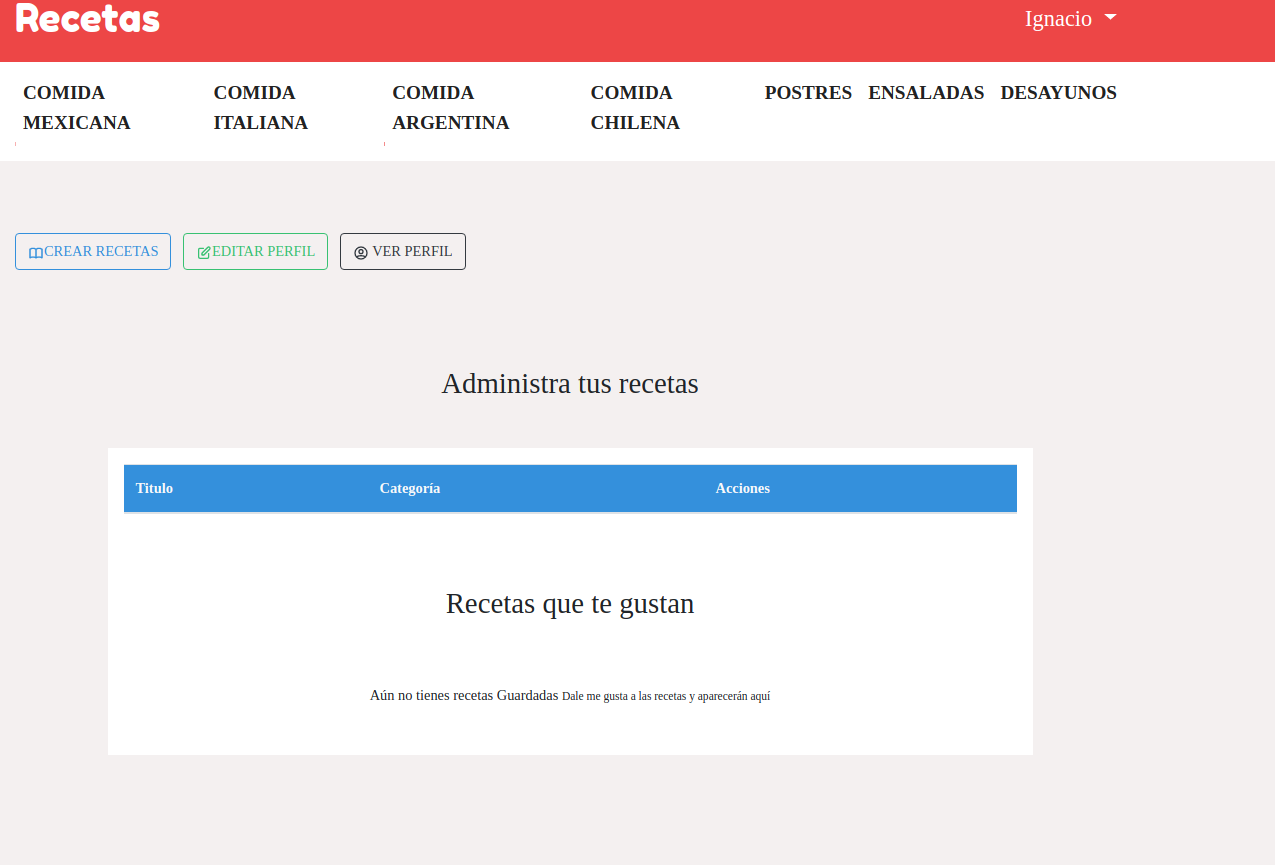 Recetas
Ignacio
COMIDA MEXICANA
COMIDA ITALIANA
COMIDA ARGENTINA
COMIDA CHILENA
POSTRES
ENSALADAS
DESAYUNOS
CREAR RECETAS
EDITAR PERFIL
VER PERFIL
Administra tus recetas
Titulo
Categoría
Acciones
Recetas que te gustan
Aún no tienes recetas Guardadas Dale me gusta a las recetas y aparecerán aquí